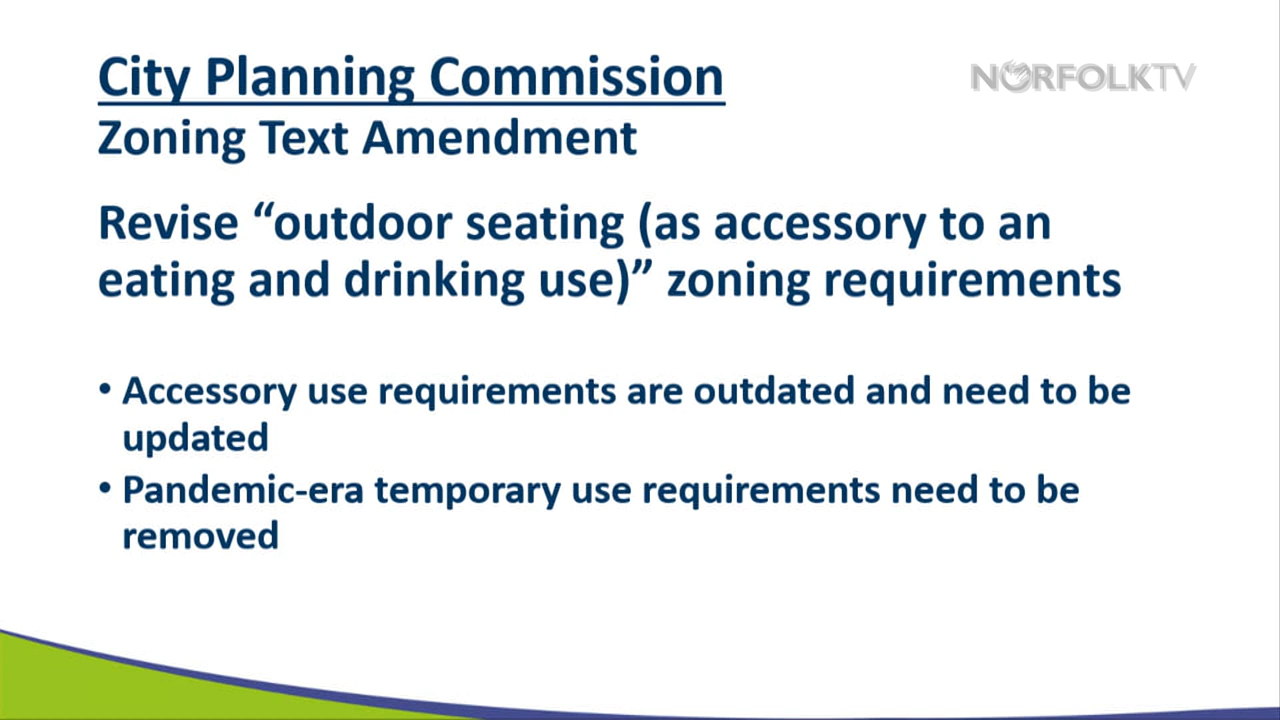 City Planning Commission
NORFOLKTV
Zoning Text Amendment
Revise “outdoor seating (as accessory to an
eating and drinking use)” zoning requirements
• Accessory use requirements are outdated and need to be
updated
• Pandemic-era temporary use requirements need to be
removed